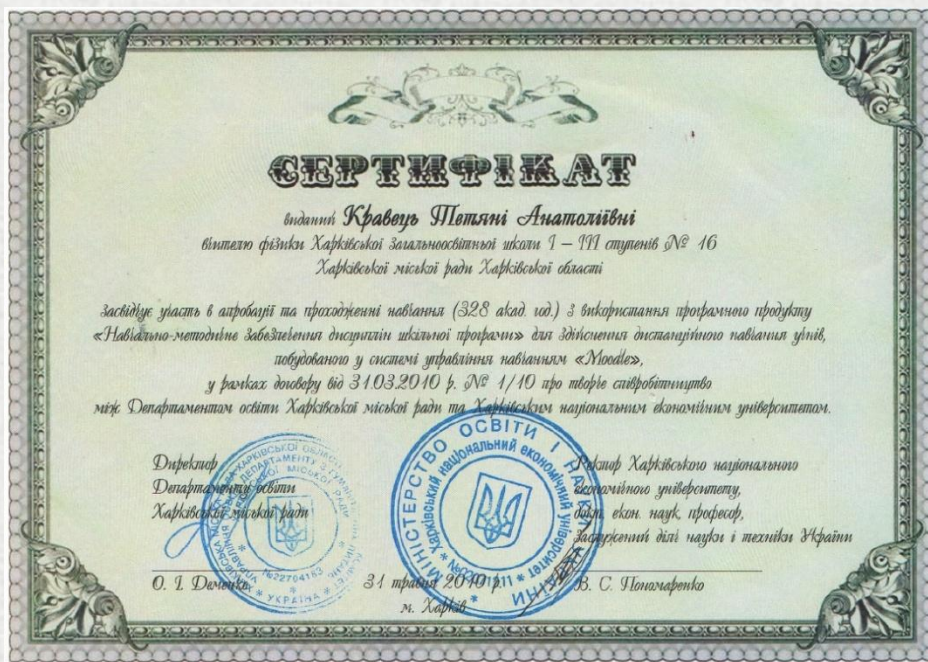 СЕРТИФІКАТ
виданий Кравець Тетяні Анатоліївні
вчителю фізики Харківської загальноосвітньої школи І – ІІІ ступенів № 16
Харківської міської ради Харківської області
засвідчує участь в апробації та проходженні навчання (328 акад. год.) з використання програмного продукту
«Навчально-методичне забезпечення дисциплін шкільної програми» для здійснення дистанційного навчання учнів,
побудованого у системі управління навчанням «Moodle»,
у рамках договору від 31.03.2010 р. № 1/10 про творче співробітництво
між Департаментом освіти Харківської міської ради та Харківським національним економічним університетом.
Директор
Департаменту освіти
Харківської міської ради
О. І. Деменко
Ректор Харківського національного
економічного університету,
докт. екон. наук, професор,
Заслужений діяч науки і техніки України
В. С. Пономаренко
31 травня 2010 р.
м. Харків
МІНІСТЕРСТВО ОСВІТИ І НАУКИ
Харківський національний економічний університет
№22704183
УКРАЇНА